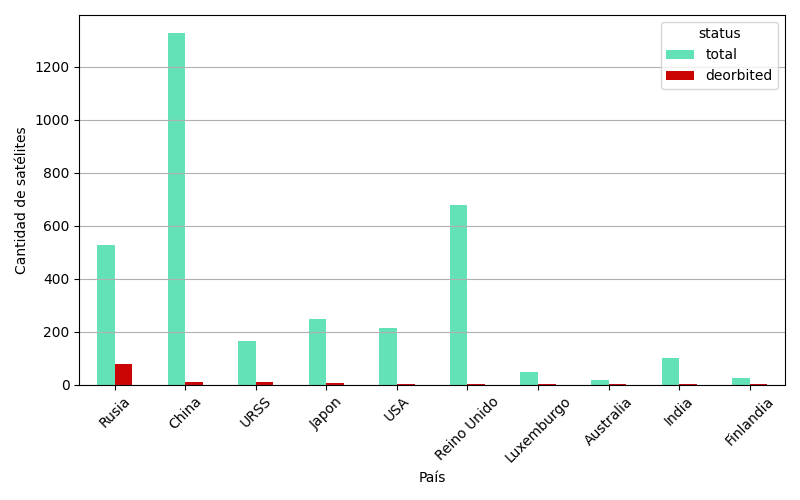 status
total
deorbited
Cantidad de satélites
1200
1000
800
600
400
200
0
Rusia
China
URSS
Japon
USA
Reino Unido
Luxemburgo
Australia
India
Finlandia
País